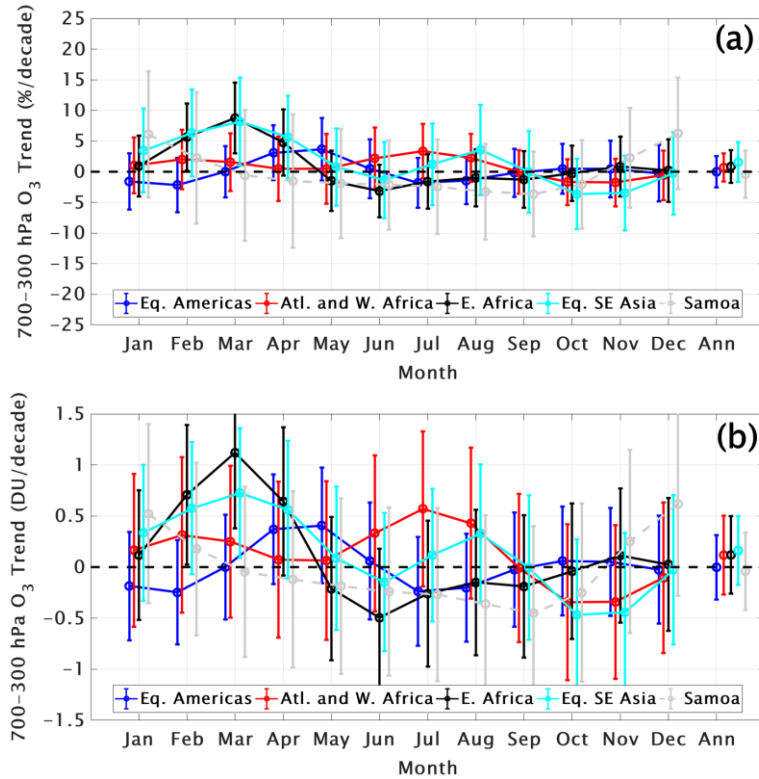 (a)
700-300 hPa O3 Trend (%/decade)
25
20
15
10
5
0
-5
-10
-15
-20
-25
Eq. Americas Atl. and W. Africa E. Africa Eq. SE Asia Samoa
Jan Feb Mar Apr May Jun Jul Aug Sep Oct Nov Dec Ann
Month
(b)
700-300 hPa O3 Trend (DU/decade)
1.5
1
0.5
0
-0.5
-1
-1.5
Eq. Americas Atl. and W. Africa E. Africa Eq. SE Asia Samoa
Jan Feb Mar Apr May Jun Jul Aug Sep Oct Nov Dec Ann
Month